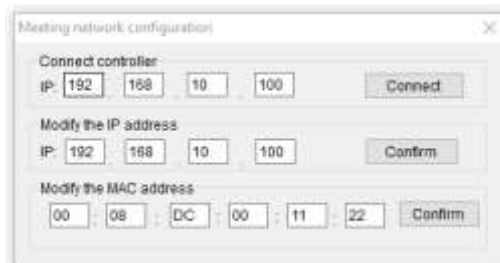 Meeting network configuration
Connect controller
IP: 192 . 168 . 10 . 100 Connect
Modify the IP address
IP: 192 . 168 . 10 . 100 Confirm
Modify the MAC address
00 : 08 : DC : 00 : 11 : 22 Confirm